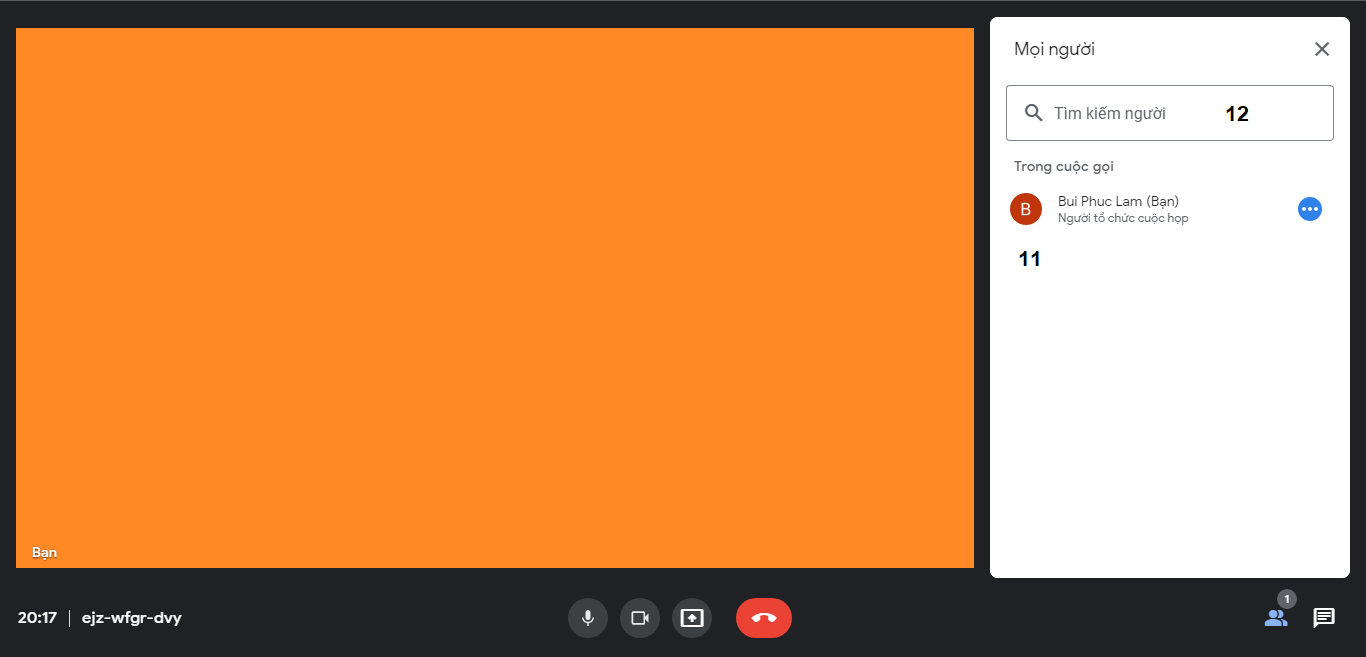 Mọi người
Tìm kiếm người
12
Trong cuộc gọi
B
Bui Phuc Lam (Bạn)
Người tổ chức cuộc họp
11
Bạn
20:17
ejz-wfgr-dvy
1